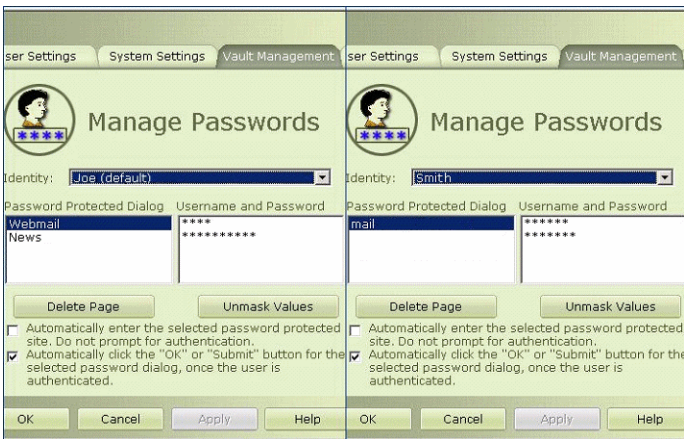 ser Settings
System Settings
Vault Management
****
Manage Passwords
Identity:
Joe (default)
Password Protected Dialog
Username and Password
Webmail
News
****
**********
Delete Page
Unmask Values
Automatically enter the selected password protected
site. Do not prompt for authentication.
Automatically click the "OK" or "Submit" button for the
selected password dialog, once the user is
authenticated.
OK
Cancel
Apply
Help
ser Settings
System Settings
Vault Management
****
Manage Passwords
Identity:
Smith
Password Protected Dialog
Username and Password
mail
******
*******
Delete Page
Unmask Values
Automatically enter the selected password protected
site. Do not prompt for authentication.
Automatically click the "OK" or "Submit" button for the
selected password dialog, once the user is
authenticated.
OK
Cancel
Apply
Help